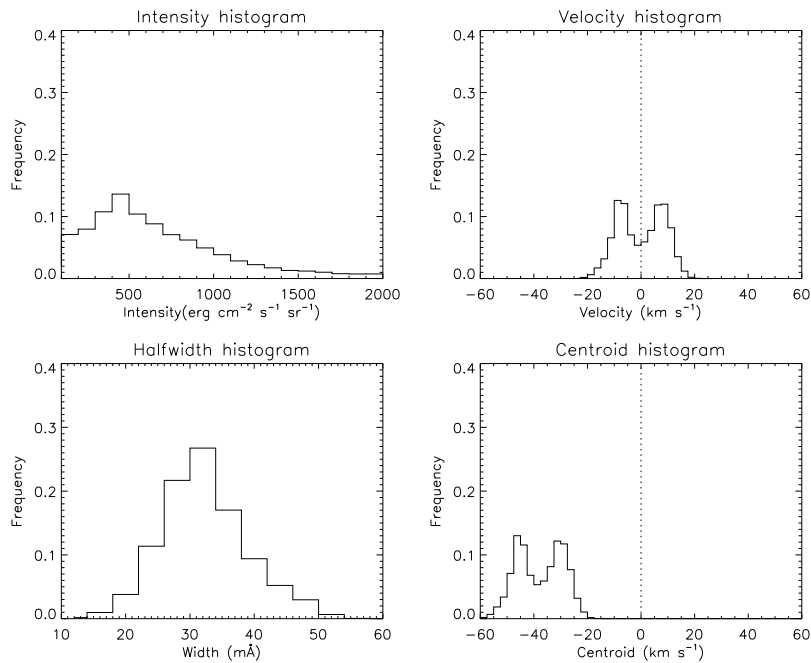 Intensity histogram
Frequency
0.4
0.3
0.2
0.1
0.0
500 1000 1500 2000
Intensity(erg cm⁻² s⁻¹ sr⁻¹)
Velocity histogram
Frequency
0.4
0.3
0.2
0.1
0.0
−60 −40 −20 0 20 40 60
Velocity (km s⁻¹)
Halfwidth histogram
Frequency
0.4
0.3
0.2
0.1
0.0
10 20 30 40 50 60
Width (mÅ)
Centroid histogram
Frequency
0.4
0.3
0.2
0.1
0.0
−60 −40 −20 0 20 40 60
Centroid (km s⁻¹)